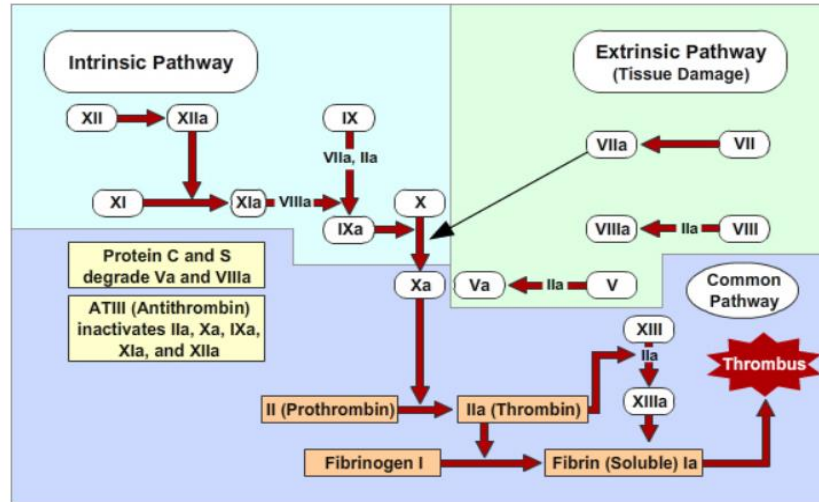 Intrinsic Pathway
Extrinsic Pathway
(Tissue Damage)
XII
XIIa
IX
VIIa, IIa
VIIa
VII
XI
XIa
VIIIa
X
IXa
VIIIa
IIa
VIII
Protein C and S
degrade Va and VIIIa
Xa
Va
IIa
V
Common
Pathway
ATIII (Antithrombin)
inactivates IIa, Xa, IXa,
XIa, and XIIa
XIII
IIa
Thrombus
XIIIa
II (Prothrombin)
IIa (Thrombin)
Fibrinogen I
Fibrin (Soluble) Ia